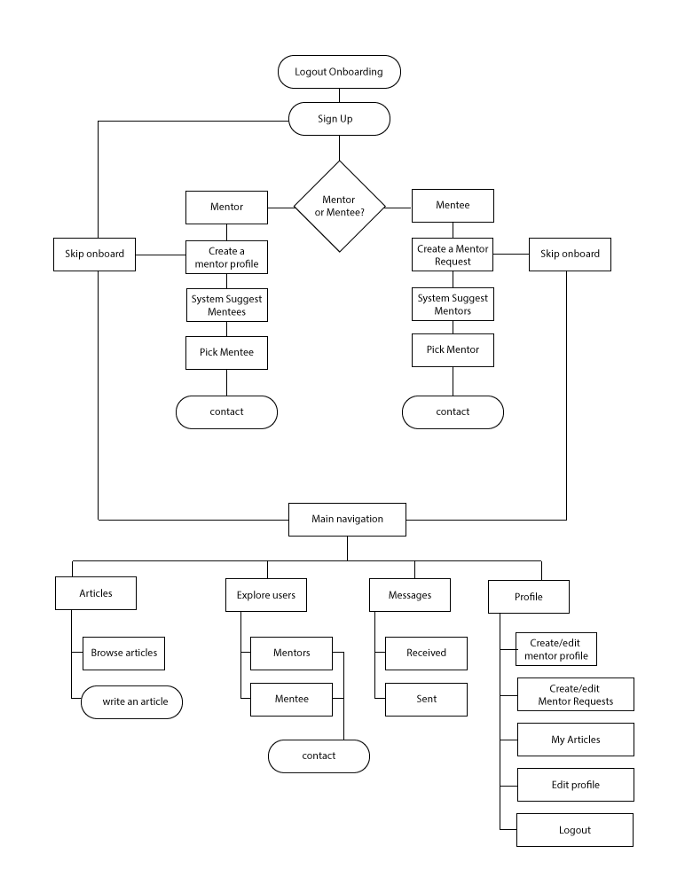 Logout Onboarding
Sign Up
Mentor
or Mentee?
Mentor
Mentee
Skip onboard
Create a
mentor profile
Create a Mentor
Request
Skip onboard
System Suggest
Mentees
System Suggest
Mentors
Pick Mentee
Pick Mentor
contact
contact
Main navigation
Articles
Explore users
Messages
Profile
Browse articles
Mentors
Received
Create/edit
mentor profile
write an article
Mentee
Sent
Create/edit
Mentor Requests
My Articles
contact
Edit profile
Logout